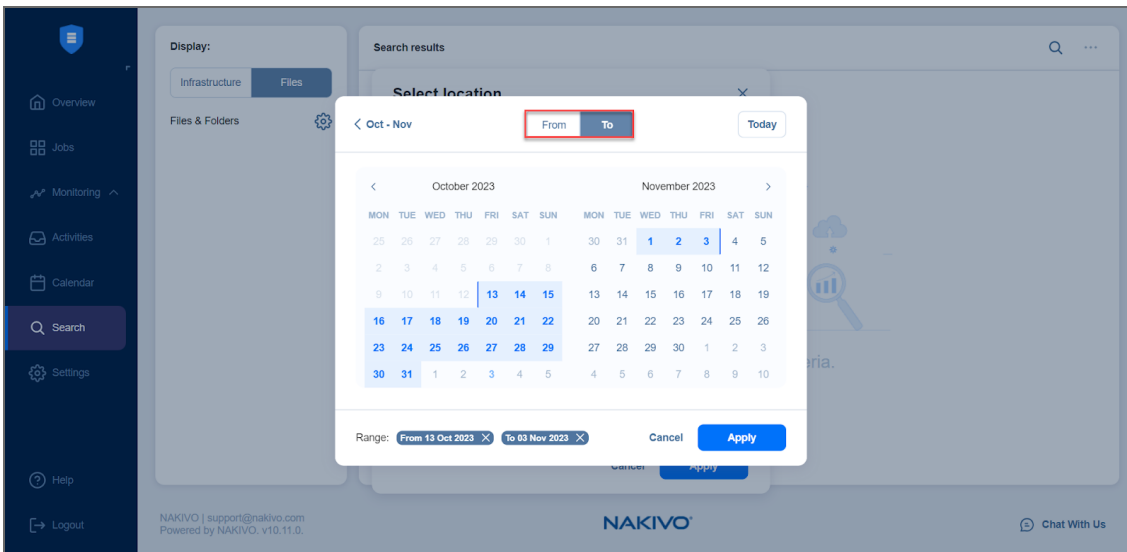 Overview
Jobs
Monitoring
Activities
Calendar
Search
Settings
Help
Logout
Display:
Infrastructure Files
Files & Folders
Search results
Select location
Oct - Nov From To Today
October 2023 November 2023
MON TUE WED THU FRI SAT SUN MON TUE WED THU FRI SAT SUN
25 26 27 28 29 30 1 30 31 1 2 3 4 5
2 3 4 5 6 7 8 6 7 8 9 10 11 12
9 10 11 12 13 14 15 13 14 15 16 17 18 19
16 17 18 19 20 21 22 20 21 22 23 24 25 26
23 24 25 26 27 28 29 27 28 29 30 1 2 3
30 31 1 2 3 4 5 4 5 6 7 8 9 10
Range: From 13 Oct 2023 To 03 Nov 2023 Cancel Apply
Cancel Apply
eria.
NAKIVO | support@nakivo.com
Powered by NAKIVO. v10.11.0.
NAKIVO
Chat With Us